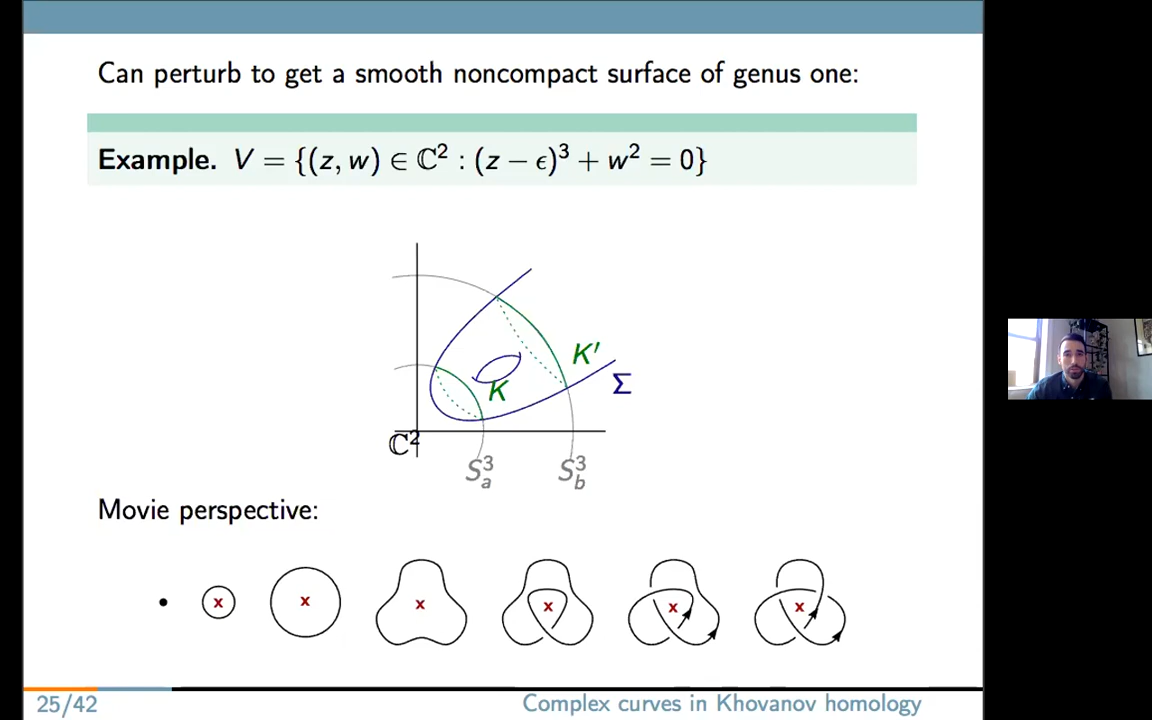 Can perturb to get a smooth noncompact surface of genus one:
Example. V = {(z, w) ∈ ℂ² : (z − ϵ)³ + w² = 0}
K′
Σ
K
ℂ²
S³ₐ
S³_b
Movie perspective:
x x x x x x
25/42
Complex curves in Khovanov homology